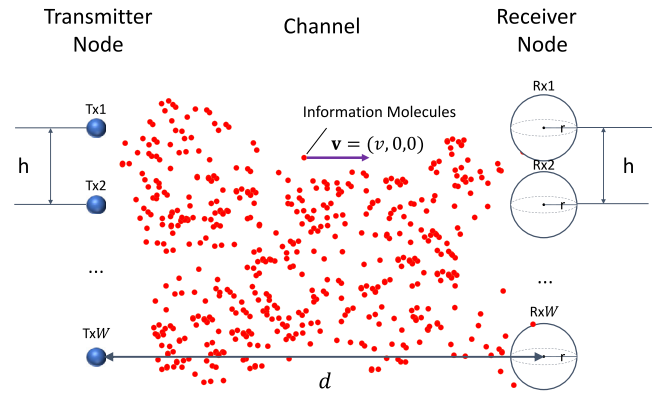 Transmitter
Node
Channel
Receiver
Node
Tx1
Rx1
Information Molecules
r
𝐯 = (𝑣, 0,0)
h
h
Tx2
Rx2
r
...
...
Tx𝑊
Rx𝑊
r
𝑑